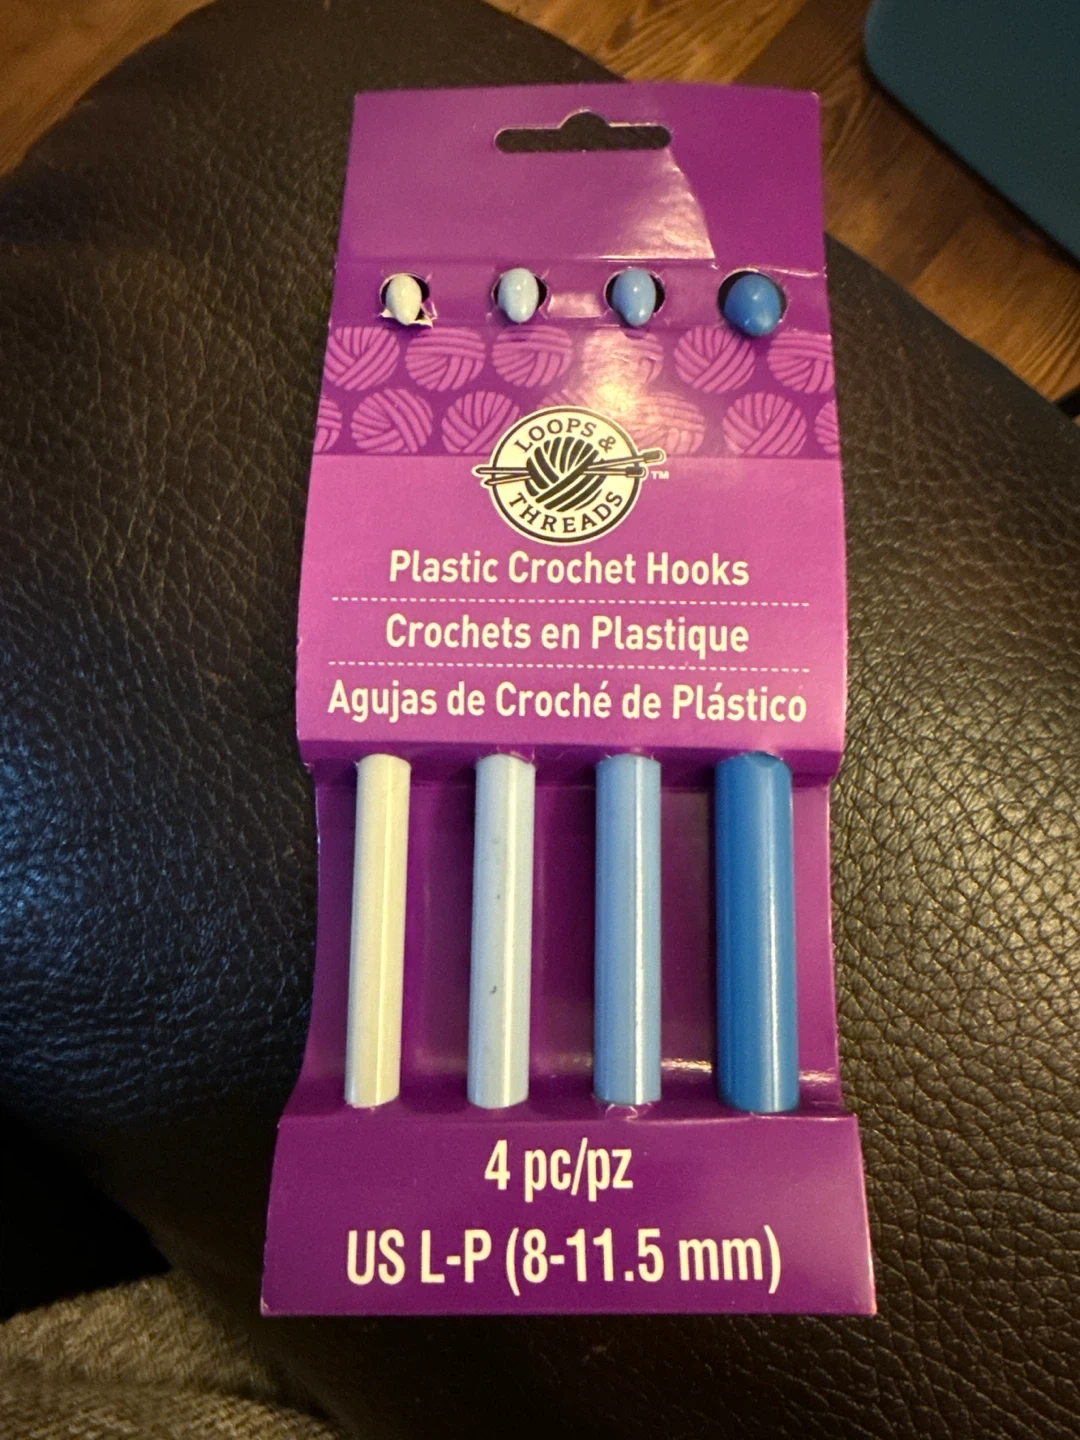 LOOPS &
THREADS
TM
Plastic Crochet Hooks
Crochets en Plastique
Agujas de Croché de Plástico
4 pc/pz
US L-P (8-11.5 mm)